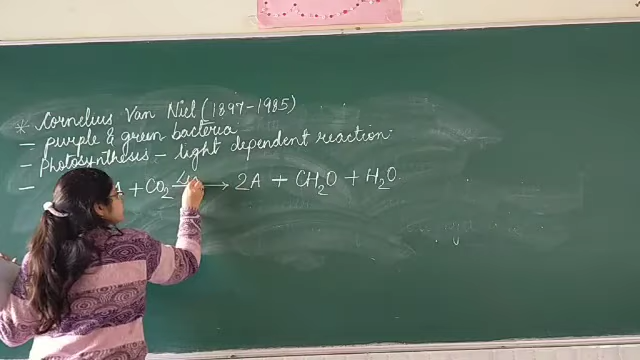 * Cornelius Van Niel (1897-1985)
- purple & green bacteria
- Photosynthesis - light dependent reaction.
- A + CO2 → 2A + CH2O + H2O